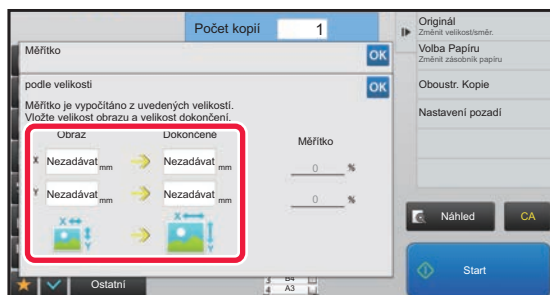 Počet kopií 1
Měřítko
OK
podle velikosti
OK
Měřítko je vypočítáno z uvedených velikostí.
Vložte velikost obrazu a velikost dokončení.
Obraz Dokončené
Měřítko
X Nezadávat mm Nezadávat mm 0 %
Y Nezadávat mm Nezadávat mm 0 %
X Y X Y
Ostatní
B4
4 A3
Originál
Změnit velikost/směr.
Volba Papíru
Změnit zásobník papíru
Oboustr. Kopie
Nastavení pozadí
Náhled CA
Start